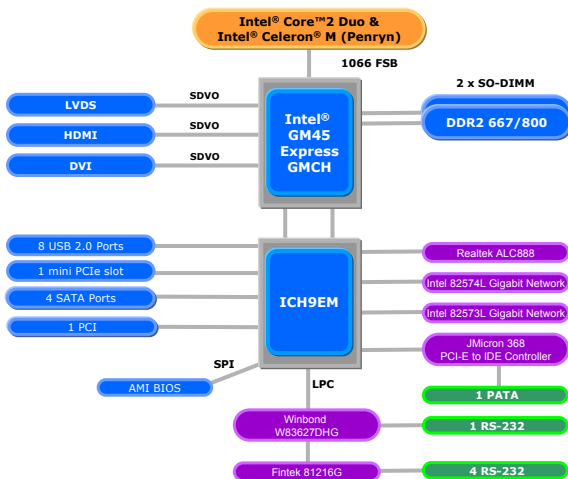 Intel® Core™2 Duo &
Intel® Celeron® M (Penryn)
1066 FSB
2 x SO-DIMM
LVDS
SDVO
HDMI
SDVO
DVI
SDVO
Intel®
GM45
Express
GMCH
DDR2 667/800
8 USB 2.0 Ports
1 mini PCIe slot
4 SATA Ports
1 PCI
ICH9EM
Realtek ALC888
Intel 82574L Gigabit Network
Intel 82573L Gigabit Network
JMicron 368
PCI-E to IDE Controller
SPI
AMI BIOS
LPC
1 PATA
Winbond
W83627DHG
1 RS-232
Fintek 81216G
4 RS-232